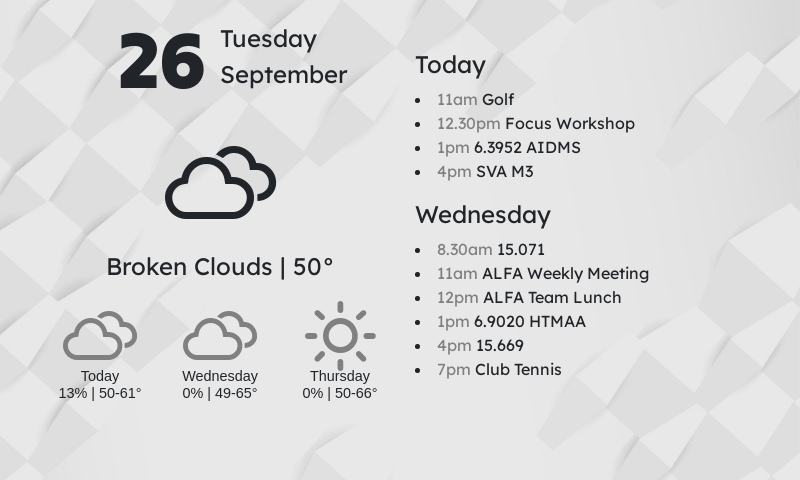 26
Tuesday
September
Broken Clouds | 50°
Today
13% | 50-61°
Wednesday
0% | 49-65°
Thursday
0% | 50-66°
Today
• 11am Golf
• 12.30pm Focus Workshop
• 1pm 6.3952 AIDMS
• 4pm SVA M3
Wednesday
• 8.30am 15.071
• 11am ALFA Weekly Meeting
• 12pm ALFA Team Lunch
• 1pm 6.9020 HTMAA
• 4pm 15.669
• 7pm Club Tennis